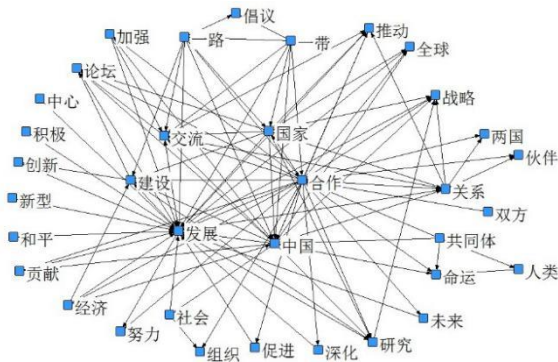 倡议
加强
一路
一带
推动
全球
论坛
中心
交流
国家
战略
积极
两国
创新
建设
合作
关系
伙伴
新型
双方
和平
发展
中国
共同体
贡献
命运
人类
经济
社会
未来
努力
组织
促进
深化
研究